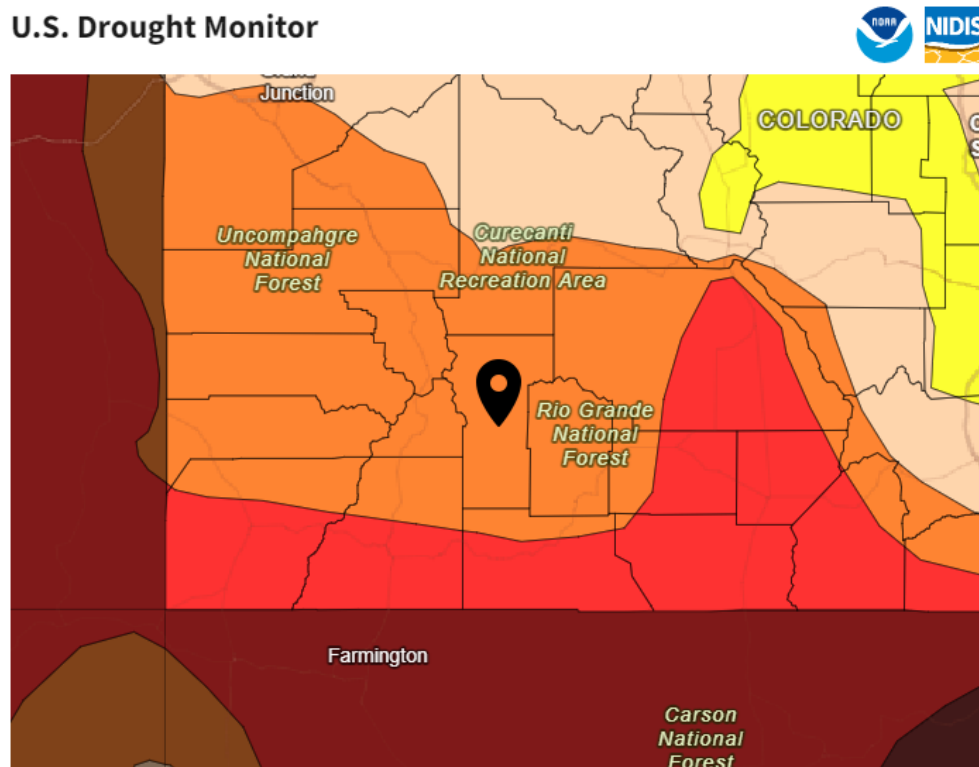 U.S. Drought Monitor
NOAA
NIDIS
Junction
COLORADO
Uncompahgre
National
Forest
Curecanti
National
Recreation Area
Rio Grande
National
Forest
Farmington
Carson
National
Forest